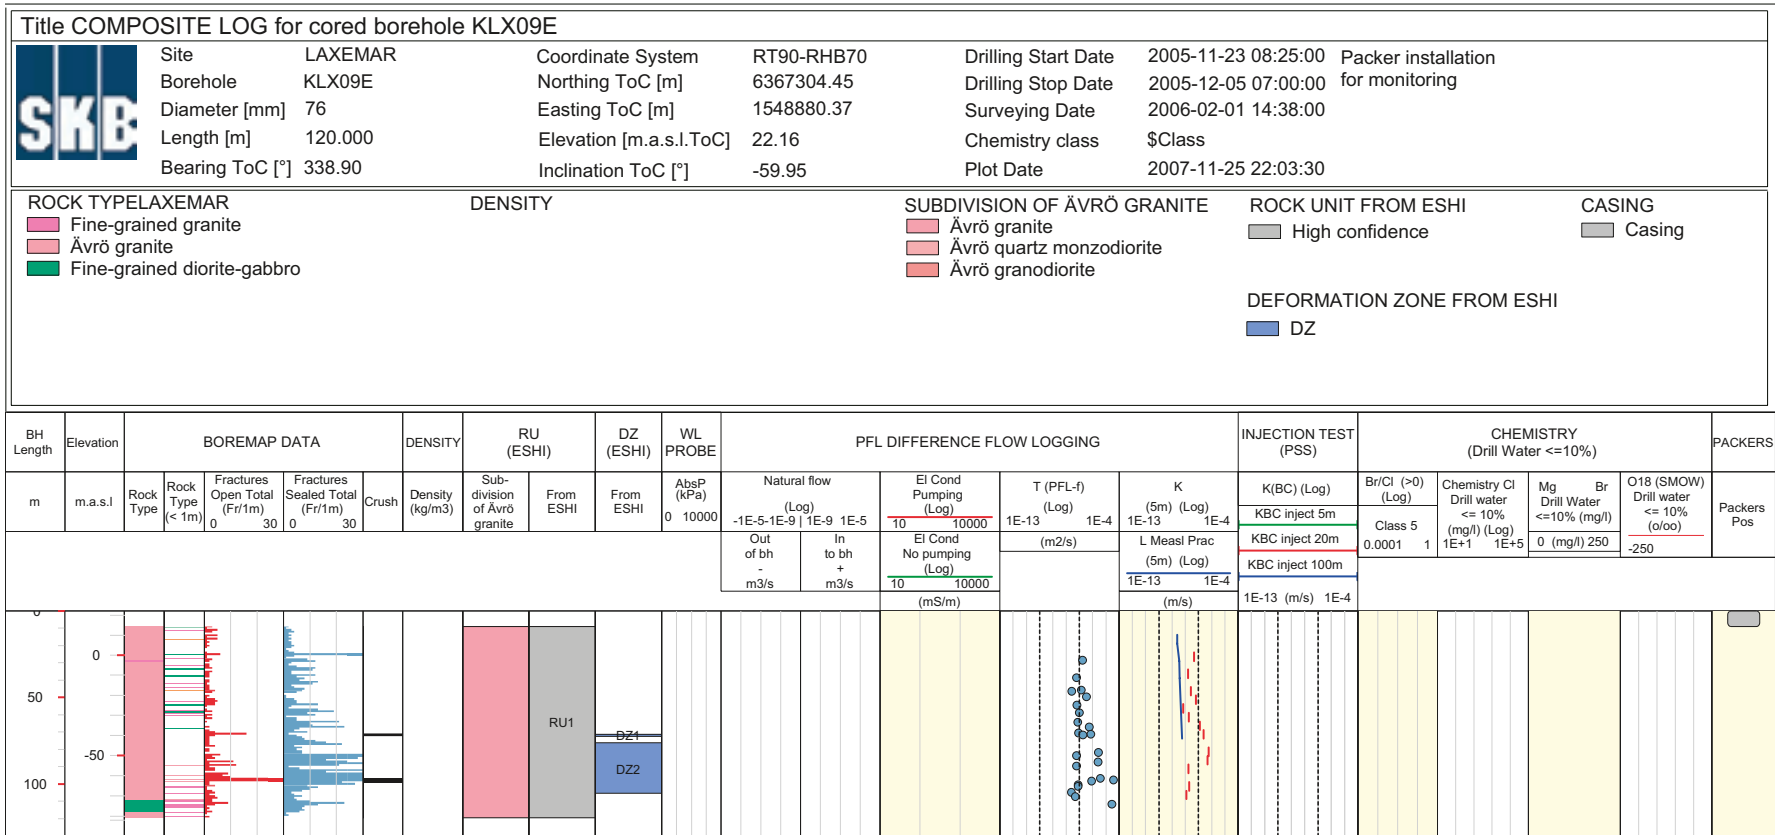 Title COMPOSITE LOG for cored borehole KLX09E
SKB
Site LAXEMAR
Borehole KLX09E
Diameter [mm] 76
Length [m] 120.000
Bearing ToC [°] 338.90
Coordinate System RT90-RHB70
Northing ToC [m] 6367304.45
Easting ToC [m] 1548880.37
Elevation [m.a.s.l.ToC] 22.16
Inclination ToC [°] -59.95
Drilling Start Date 2005-11-23 08:25:00
Drilling Stop Date 2005-12-05 07:00:00
Surveying Date 2006-02-01 14:38:00
Chemistry class $Class
Plot Date 2007-11-25 22:03:30
Packer installation
for monitoring
ROCK TYPELAXEMAR
Fine-grained granite
Ävrö granite
Fine-grained diorite-gabbro
DENSITY
SUBDIVISION OF ÄVRÖ GRANITE
Ävrö granite
Ävrö quartz monzodiorite
Ävrö granodiorite
ROCK UNIT FROM ESHI
High confidence
DEFORMATION ZONE FROM ESHI
DZ
CASING
Casing
BH
Length
Elevation
BOREMAP DATA
DENSITY
RU
(ESHI)
DZ
(ESHI)
WL
PROBE
PFL DIFFERENCE FLOW LOGGING
INJECTION TEST
(PSS)
CHEMISTRY
(Drill Water <=10%)
PACKERS
m
m.a.s.l
Rock
Type
Rock
Type
(< 1m)
Fractures
Open Total
(Fr/1m)
0 30
Fractures
Sealed Total
(Fr/1m)
0 30
Crush
Density
(kg/m3)
Sub-
division
of Ävrö
granite
From
ESHI
From
ESHI
AbsP
(kPa)
0 10000
Natural flow
(Log)
-1E-5-1E-9 | 1E-9 1E-5
Out
of bh
-
m3/s
In
to bh
+
m3/s
El Cond
Pumping
(Log)
10 10000
El Cond
No pumping
(Log)
10 10000
(mS/m)
T (PFL-f)
(Log)
1E-13 1E-4
(m2/s)
K
(5m) (Log)
1E-13 1E-4
L Measl Prac
(5m) (Log)
1E-13 1E-4
(m/s)
K(BC) (Log)
KBC inject 5m
KBC inject 20m
KBC inject 100m
1E-13 (m/s) 1E-4
Br/Cl (>0)
(Log)
Class 5
0.0001 1
Chemistry Cl
Drill water
<= 10%
(mg/l) (Log)
1E+1 1E+5
Mg Br
Drill Water
<=10% (mg/l)
0 (mg/l) 250
O18 (SMOW)
Drill water
<= 10%
(o/oo)
-250
Packers
Pos
0
0
50
-50
100
RU1
DZ1
DZ2